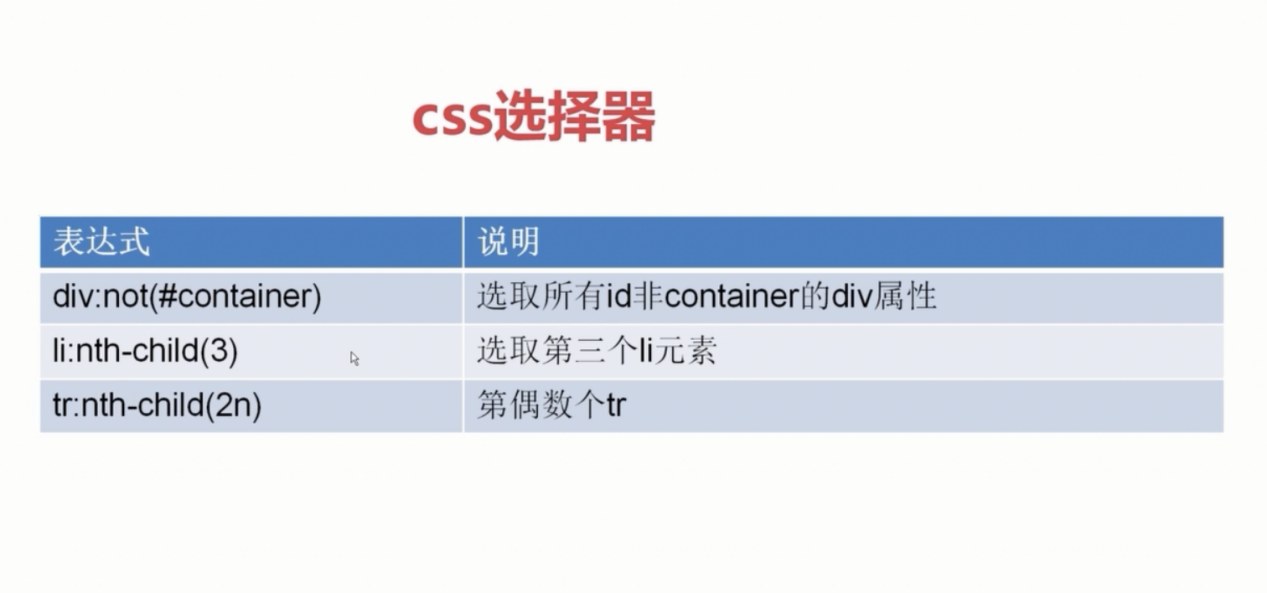 css选择器
表达式 说明
div:not(#container) 选取所有id非container的div属性
li:nth-child(3) 选取第三个li元素
tr:nth-child(2n) 第偶数个tr